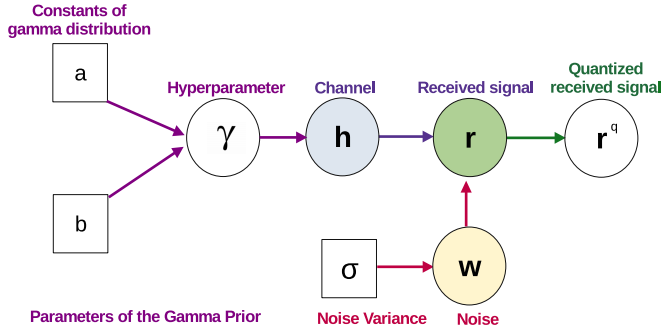 Constants of
gamma distribution
a
Hyperparameter
Channel
Received signal
Quantized
received signal
γ
h
r
r q
b
σ
w
Parameters of the Gamma Prior
Noise Variance
Noise